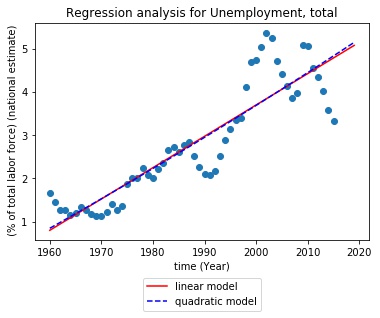 Regression analysis for Unemployment, total
(% of total labor force) (national estimate)
5
4
3
2
1
1960 1970 1980 1990 2000 2010 2020
time (Year)
linear model
quadratic model